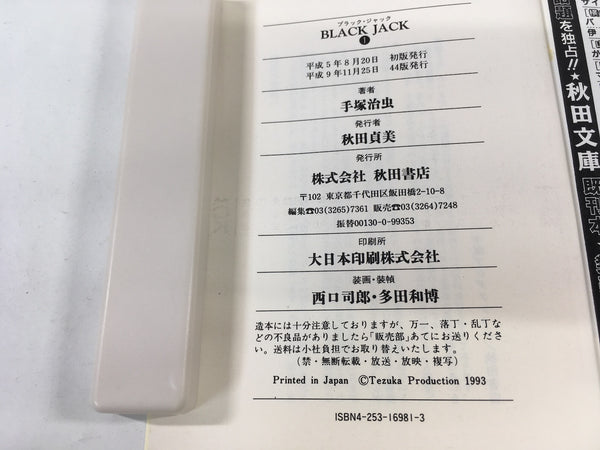 ブラック・ジャック
BLACK JACK
1
平成5年8月20日 初版発行
平成9年11月25日 44版発行
著者
手塚治虫
発行者
秋田貞美
発行所
株式会社 秋田書店
〒102 東京都千代田区飯田橋2-10-8
編集☎03(3265)7361 販売☎03(3264)7248
振替00130-0-99353
印刷所
大日本印刷株式会社
装画・装幀
西口司郎・多田和博
造本には十分注意しておりますが、万一、落丁・乱丁な
どの不良品がありましたら「販売部」あてにお送りくださ
い。送料は小社負担でお取り替えいたします。
(禁・無断転載・放送・放映・複写)
Printed in Japan ©Tezuka Production 1993
ISBN4-253-16981-3
を独占!!★秋田文庫 既刊本